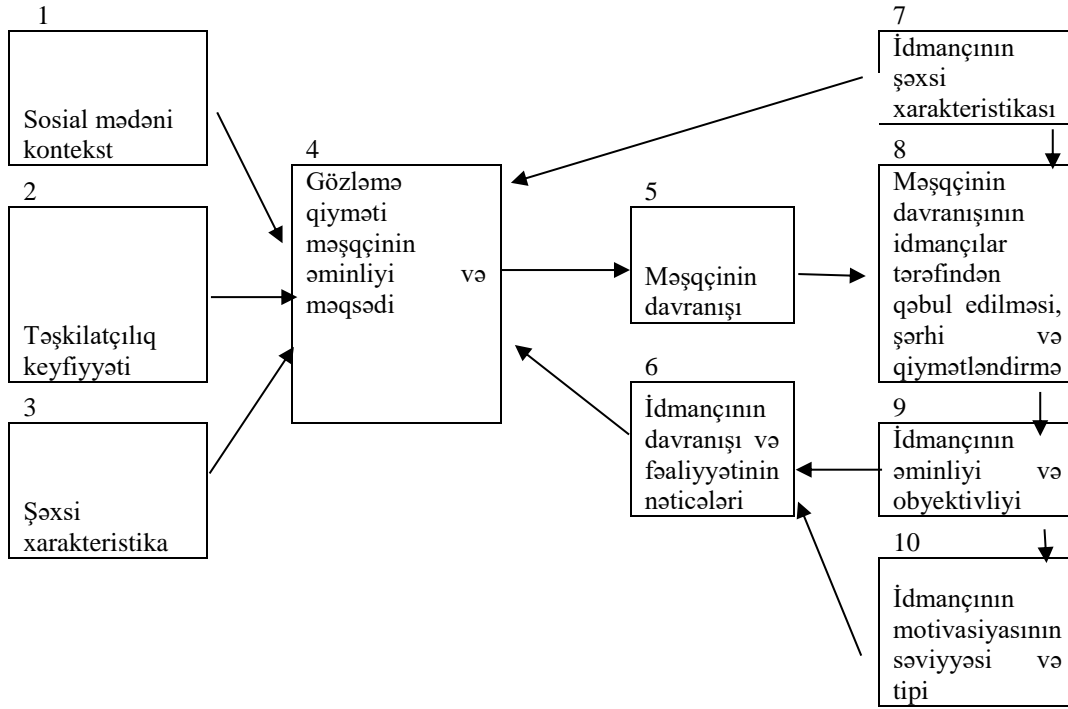 1
Sosial mədəni
kontekst
2
Təşkilatçılıq
keyfiyyəti
3
Şəxsi
xarakteristika
4
Gözləmə
qiyməti
məşqçinin
əminliyi və
məqsədi
5
Məşqçinin
davranışı
6
İdmançının
davranışı və
fəaliyyətinin
nəticələri
7
İdmançının
şəxsi
xarakteristikası
8
Məşqçinin
davranışının
idmançılar
tərəfindən
qəbul edilməsi,
şərhi və
qiymətləndirmə
9
İdmançının
əminliyi və
obyektivliyi
10
İdmançının
motivasiyasının
səviyyəsi və
tipi